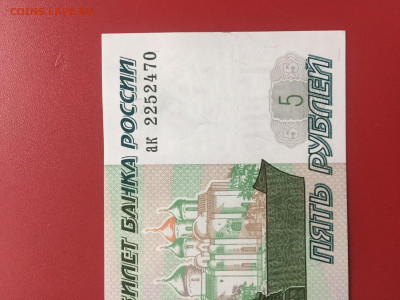 COINS.LAVE.RU
БИЛЕТ БАНКА РОССИИ
ак 2252470
5
ПЯТЬ РУБЛЕЙ